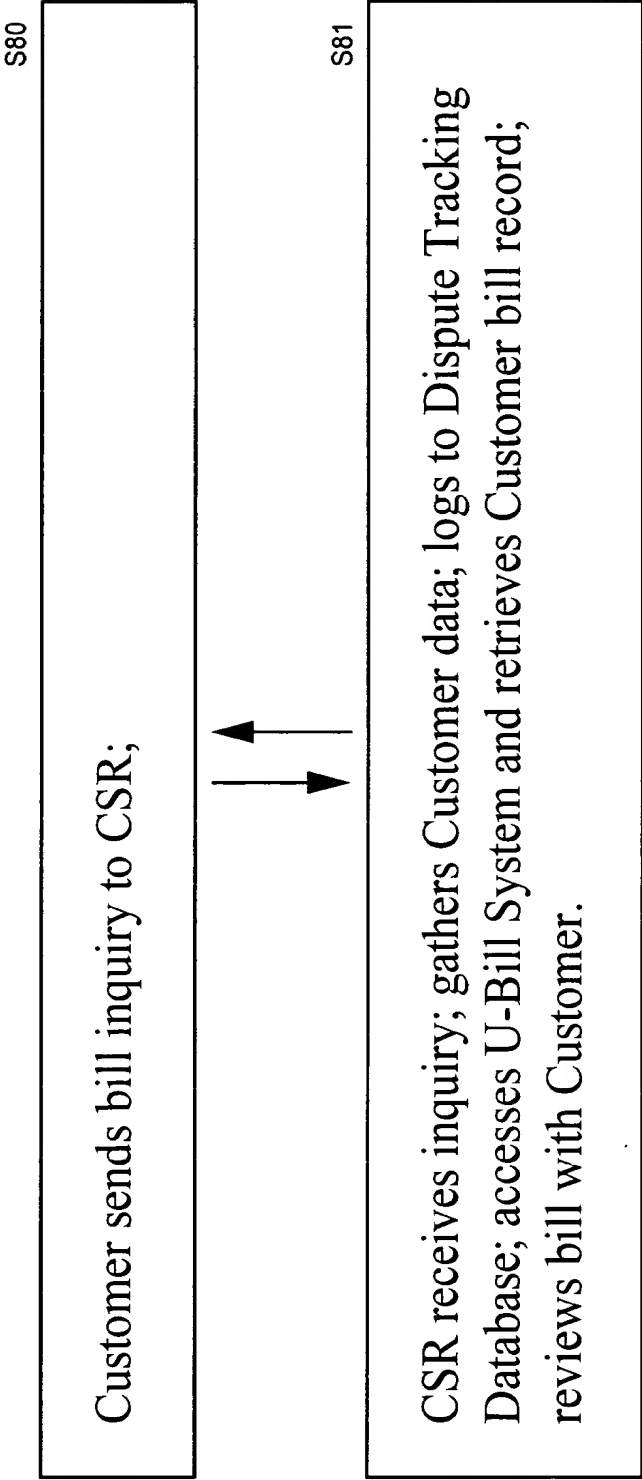 S80
Customer sends bill inquiry to CSR;
S81
CSR receives inquiry; gathers Customer data; logs to Dispute Tracking
Database; accesses U-Bill System and retrieves Customer bill record;
reviews bill with Customer.